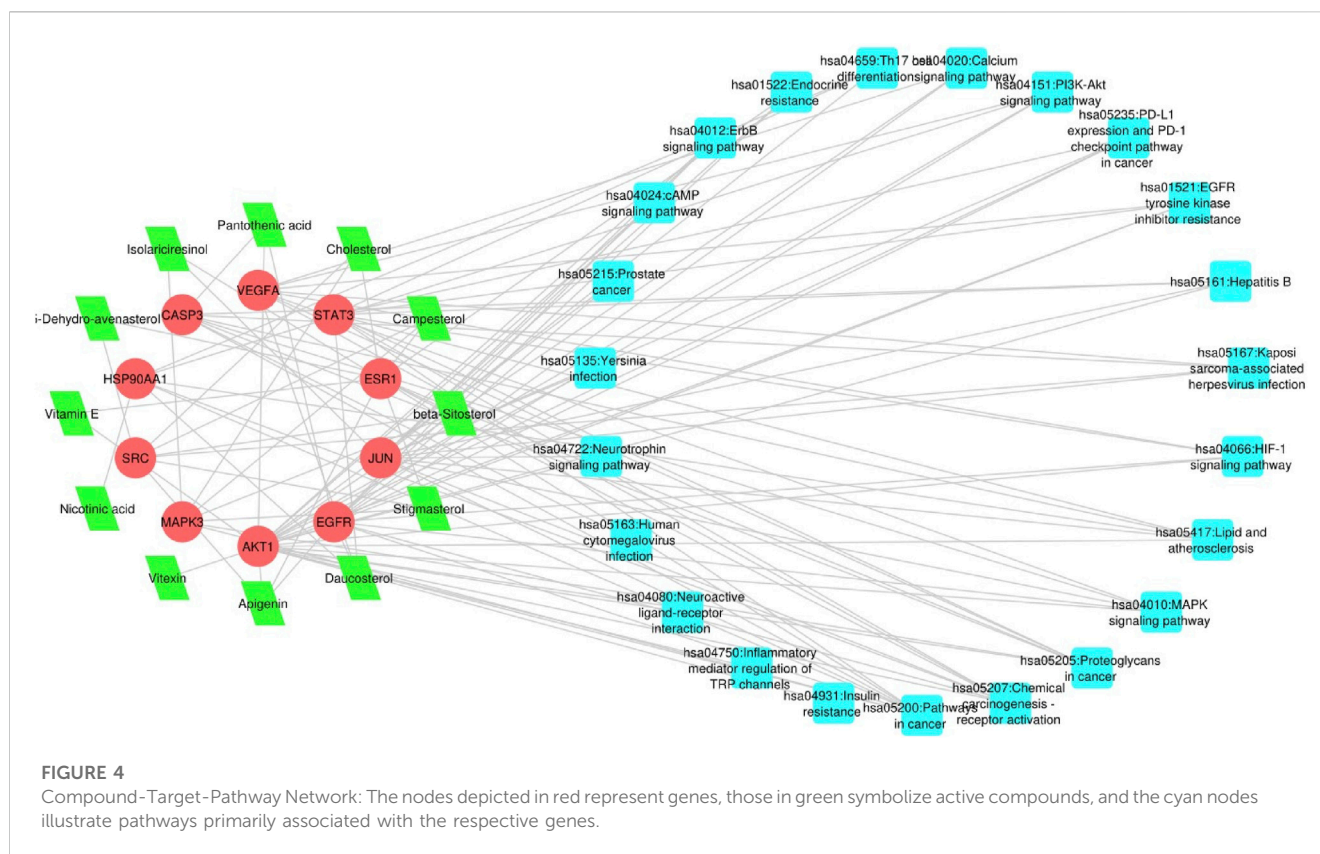 hsa04659:Th17 cell
differentiation
hsa04020:Calcium
signaling pathway
hsa01522:Endocrine
resistance
hsa04151:PI3K-Akt
signaling pathway
hsa04012:ErbB
signaling pathway
hsa05235:PD-L1
expression and PD-1
checkpoint pathway
in cancer
hsa04024:cAMP
signaling pathway
hsa01521:EGFR
tyrosine kinase
inhibitor resistance
Pantothenic acid
Isolariciresinol
Cholesterol
hsa05215:Prostate
cancer
hsa05161:Hepatitis B
VEGFA
CASP3
STAT3
i-Dehydro-avenasterol
Campesterol
hsa05135:Yersinia
infection
hsa05167:Kaposi
sarcoma-associated
herpesvirus infection
HSP90AA1
ESR1
Vitamin E
beta-Sitosterol
hsa04722:Neurotrophin
signaling pathway
hsa04066:HIF-1
signaling pathway
SRC
JUN
Nicotinic acid
Stigmasterol
MAPK3
EGFR
AKT1
hsa05163:Human
cytomegalovirus
infection
hsa05417:Lipid and
atherosclerosis
Vitexin
Daucosterol
Apigenin
hsa04080:Neuroactive
ligand-receptor
interaction
hsa04010:MAPK
signaling pathway
hsa04750:Inflammatory
mediator regulation of
TRP channels
hsa05205:Proteoglycans
in cancer
hsa04931:Insulin
resistance
hsa05200:Pathways
in cancer
hsa05207:Chemical
carcinogenesis -
receptor activation
FIGURE 4
Compound-Target-Pathway Network: The nodes depicted in red represent genes, those in green symbolize active compounds, and the cyan nodes
illustrate pathways primarily associated with the respective genes.